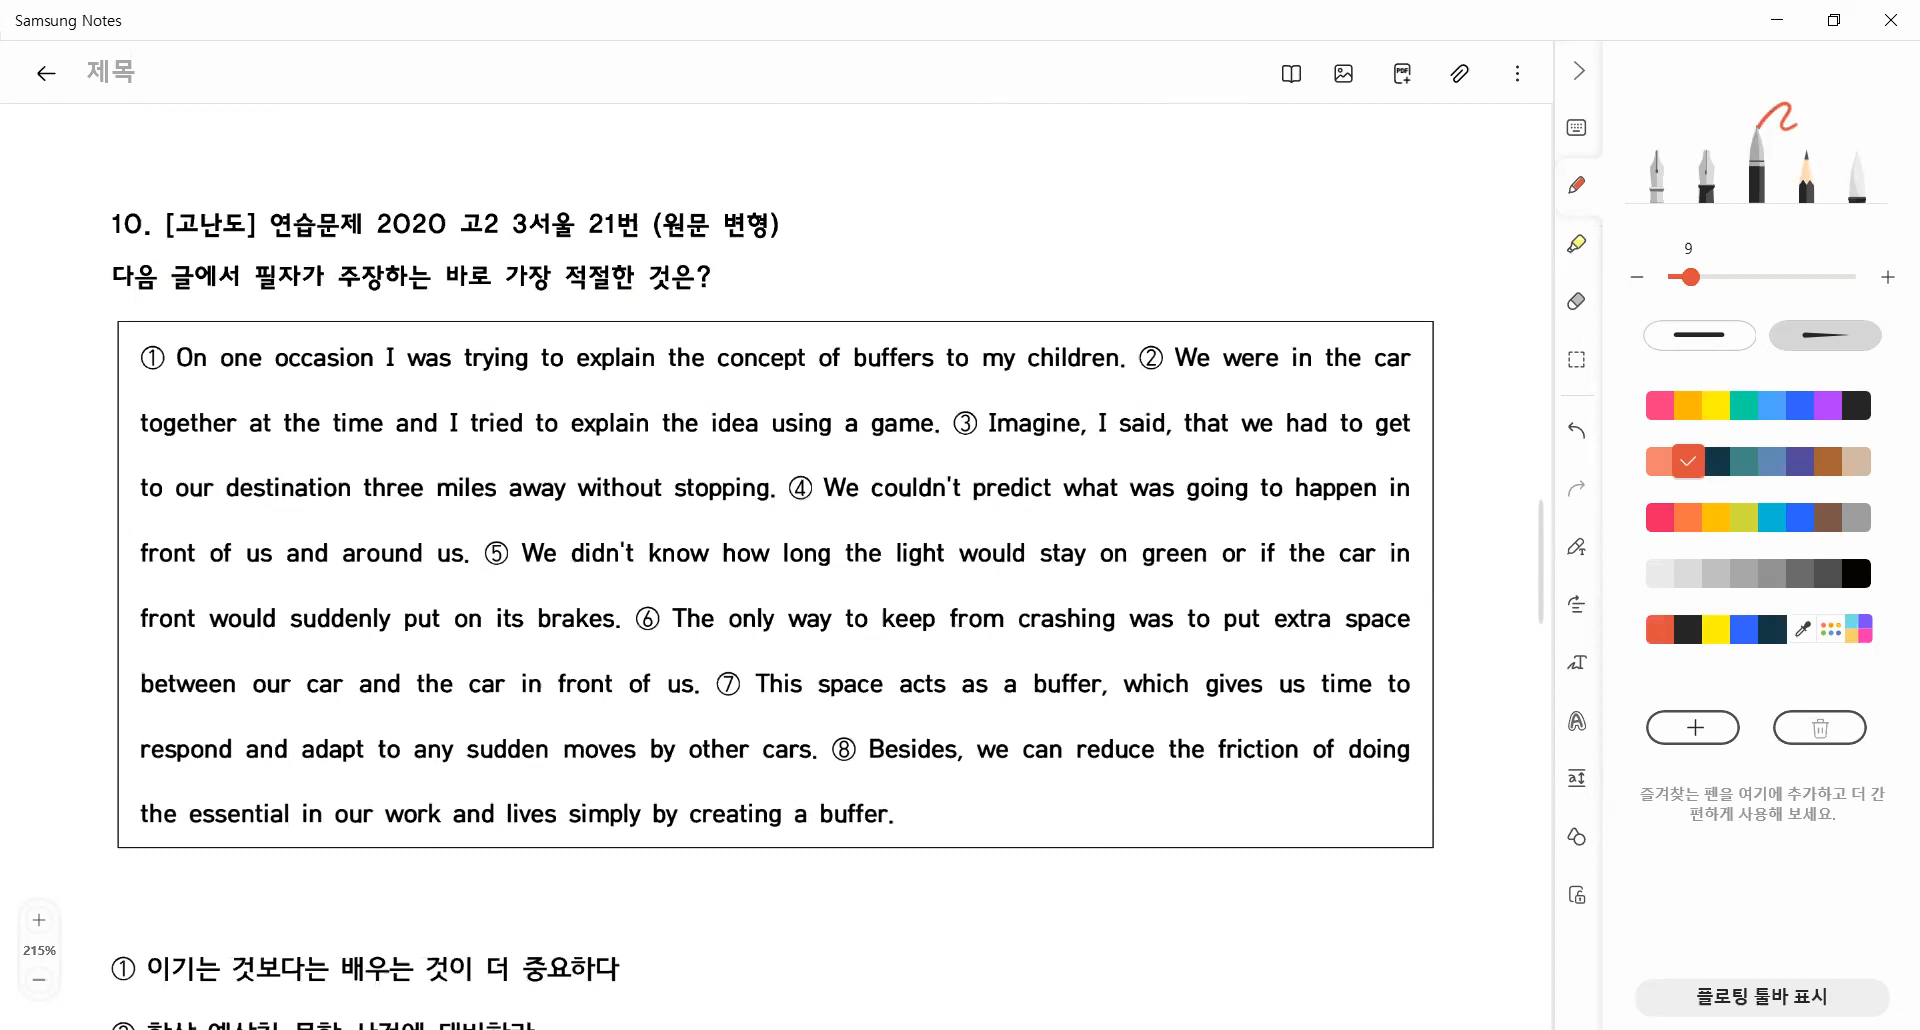 Samsung Notes
제목
10. [고난도] 연습문제 2020 고2 3서울 21번 (원문 변형)
다음 글에서 필자가 주장하는 바로 가장 적절한 것은?
① On one occasion I was trying to explain the concept of buffers to my children. ② We were in the car
together at the time and I tried to explain the idea using a game. ③ Imagine, I said, that we had to get
to our destination three miles away without stopping. ④ We couldn't predict what was going to happen in
front of us and around us. ⑤ We didn't know how long the light would stay on green or if the car in
front would suddenly put on its brakes. ⑥ The only way to keep from crashing was to put extra space
between our car and the car in front of us. ⑦ This space acts as a buffer, which gives us time to
respond and adapt to any sudden moves by other cars. ⑧ Besides, we can reduce the friction of doing
the essential in our work and lives simply by creating a buffer.
① 이기는 것보다는 배우는 것이 더 중요하다
215%
PDF
9
즐겨찾는 펜을 여기에 추가하고 더 간
편하게 사용해 보세요.
플로팅 툴바 표시